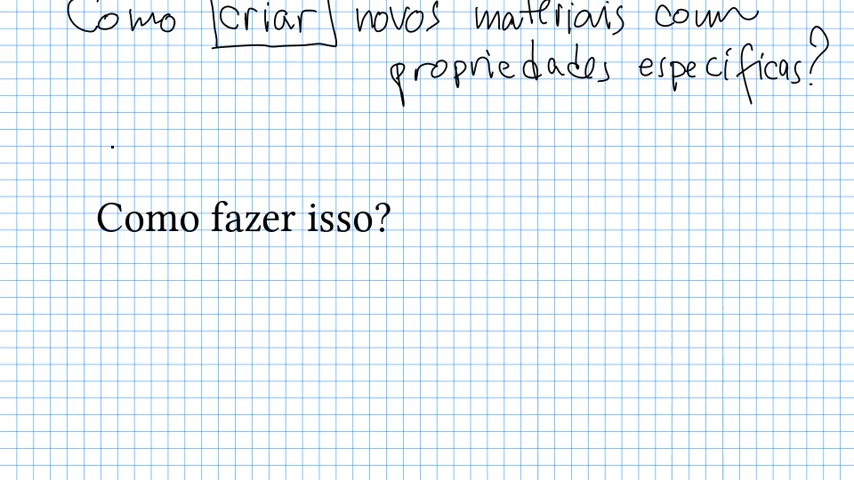 Como criar novos materiais com
propriedades específicas?
Como fazer isso?